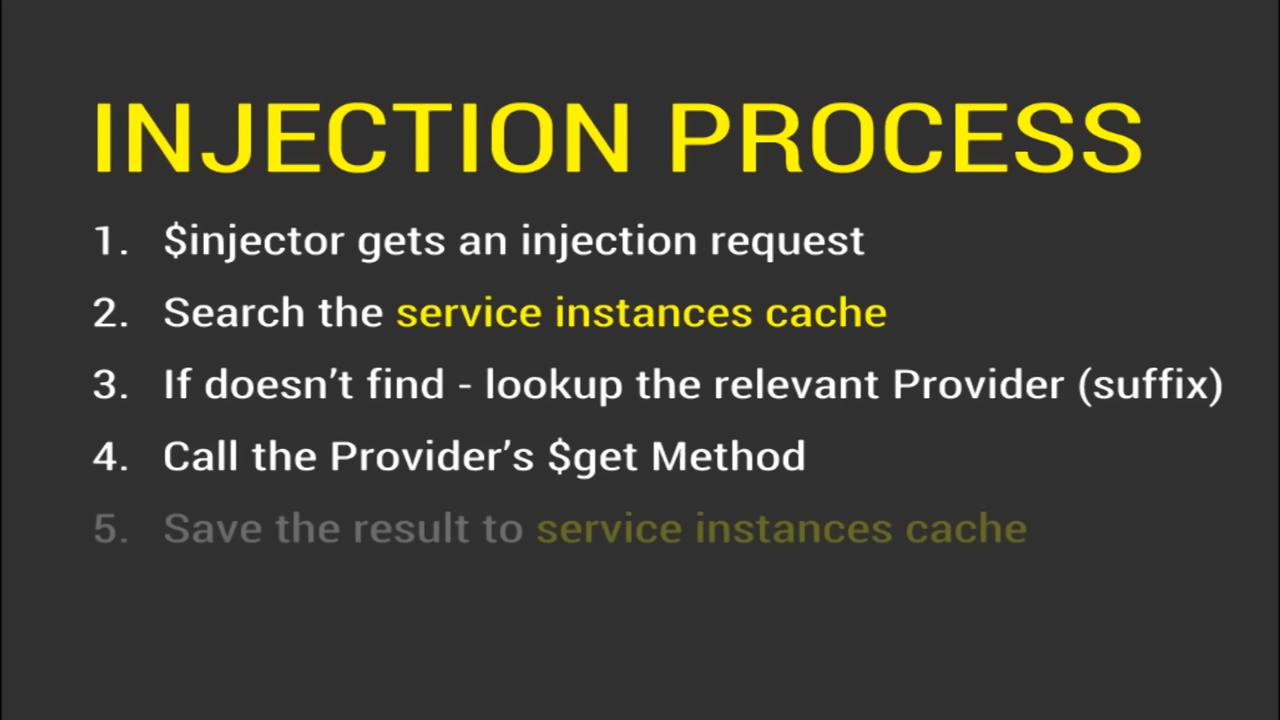 INJECTION PROCESS
1. $injector gets an injection request
2. Search the service instances cache
3. If doesn’t find - lookup the relevant Provider (suffix)
4. Call the Provider’s $get Method
5. Save the result to service instances cache